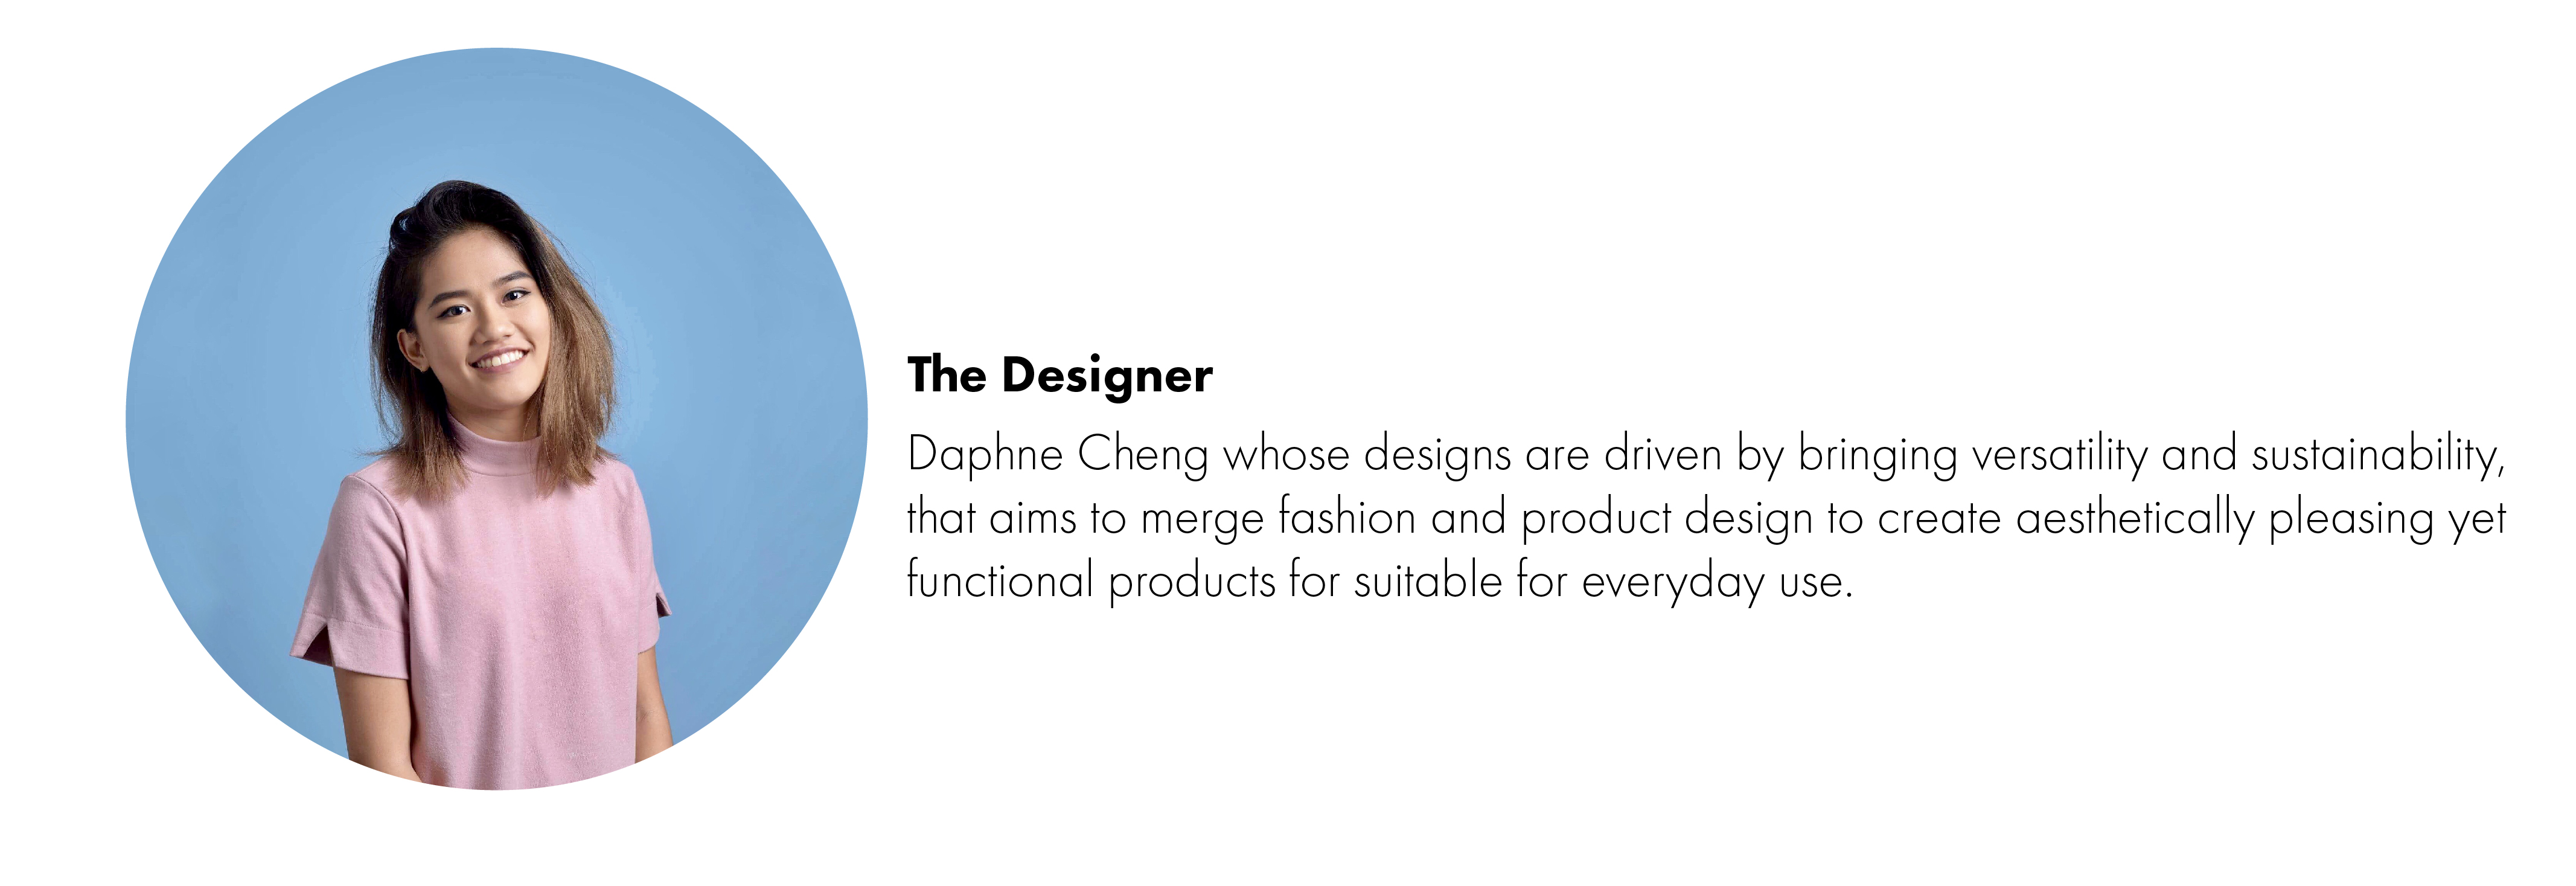 The Designer
Daphne Cheng whose designs are driven by bringing versatility and sustainability,
that aims to merge fashion and product design to create aesthetically pleasing yet
functional products for suitable for everyday use.